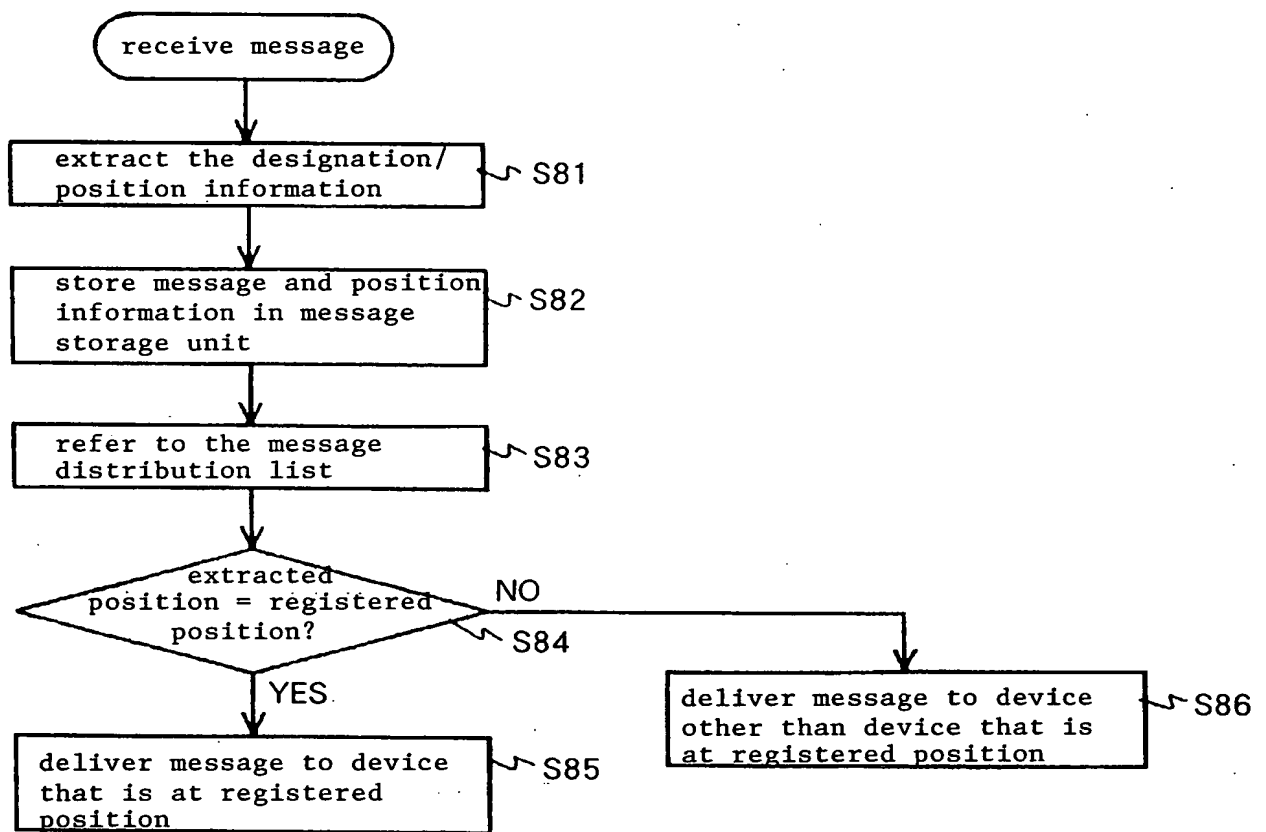 receive message
extract the designation/
position information
S81
store message and position
information in message
storage unit
S82
refer to the message
distribution list
S83
extracted
position = registered
position?
S84
NO
YES
deliver message to device
that is at registered
position
S85
deliver message to device
other than device that is
at registered position
S86